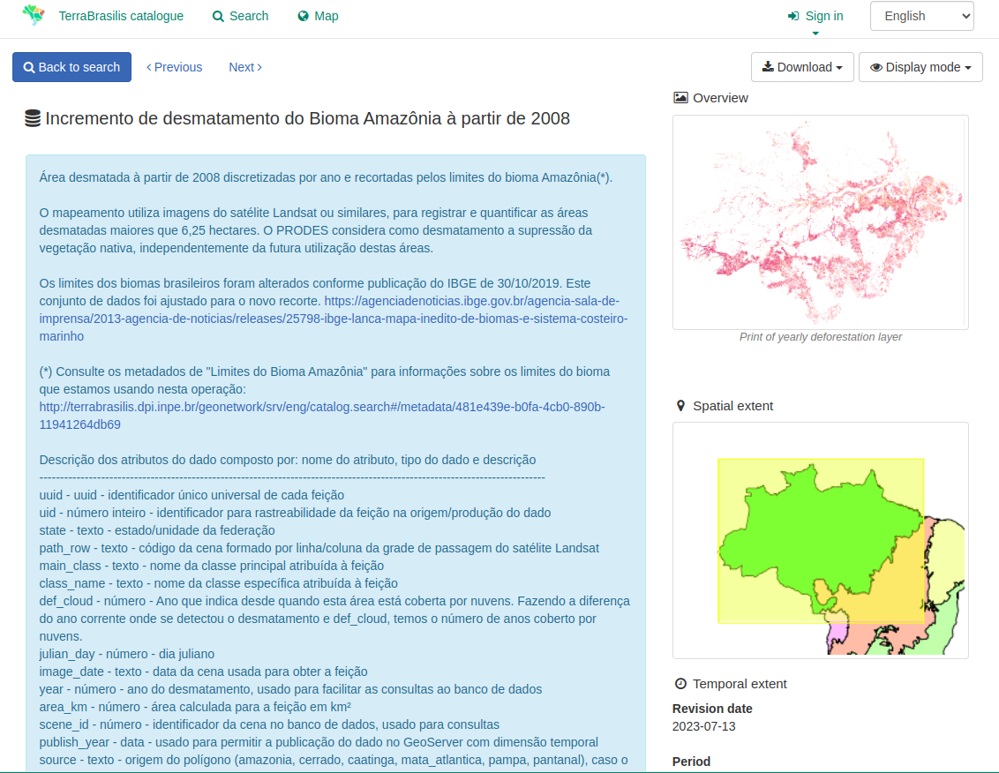 TerraBrasilis catalogue
Search
Map
Sign in
English
Back to search
Previous
Next
Download
Display mode
Incremento de desmatamento do Bioma Amazônia à partir de 2008
Área desmatada à partir de 2008 discretizadas por ano e recortadas pelos limites do bioma Amazônia(*).
O mapeamento utiliza imagens do satélite Landsat ou similares, para registrar e quantificar as áreas
desmatadas maiores que 6,25 hectares. O PRODES considera como desmatamento a supressão da
vegetação nativa, independentemente da futura utilização destas áreas.
Os limites dos biomas brasileiros foram alterados conforme publicação do IBGE de 30/10/2019. Este
conjunto de dados foi ajustado para o novo recorte. https://agenciadenoticias.ibge.gov.br/agencia-sala-de-
imprensa/2013-agencia-de-noticias/releases/25798-ibge-lanca-mapa-inedito-de-biomas-e-sistema-costeiro-
marinho
(*) Consulte os metadados de "Limites do Bioma Amazônia" para informações sobre os limites do bioma
que estamos usando nesta operação:
http://terrabrasilis.dpi.inpe.br/geonetwork/srv/eng/catalog.search#/metadata/481e439e-b0fa-4cb0-890b-
11941264db69
Descrição dos atributos do dado composto por: nome do atributo, tipo do dado e descrição
-----------------------------------------------------------------------------------------------------------------------
uuid - uuid - identificador único universal de cada feição
uid - número inteiro - identificador para rastreabilidade da feição na origem/produção do dado
state - texto - estado/unidade da federação
path_row - texto - código da cena formado por linha/coluna da grade de passagem do satélite Landsat
main_class - texto - nome da classe principal atribuída à feição
class_name - texto - nome da classe específica atribuída à feição
def_cloud - número - Ano que indica desde quando esta área está coberta por nuvens. Fazendo a diferença
do ano corrente onde se detectou o desmatamento e def_cloud, temos o número de anos coberto por
nuvens.
julian_day - número - dia juliano
image_date - texto - data da cena usada para obter a feição
year - número - ano do desmatamento, usado para facilitar as consultas ao banco de dados
area_km - número - área calculada para a feição em km²
scene_id - número - identificador da cena no banco de dados, usado para consultas
publish_year - data - usado para permitir a publicação do dado no GeoServer com dimensão temporal
source - texto - origem do polígono (amazonia, cerrado, caatinga, mata_atlantica, pampa, pantanal), caso o
Overview
Print of yearly deforestation layer
Spatial extent
Temporal extent
Revision date
2023-07-13
Period